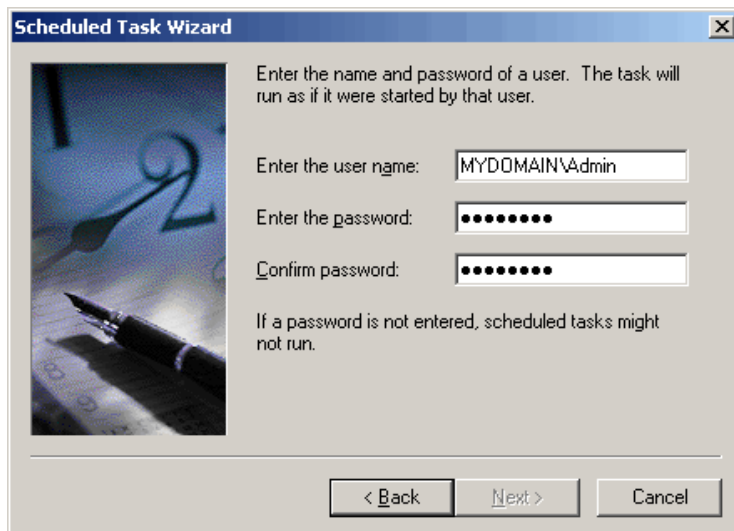 Scheduled Task Wizard
Enter the name and password of a user. The task will
run as if it were started by that user.
Enter the user name: MYDOMAIN\Admin
Enter the password: ●●●●●●●●
Confirm password: ●●●●●●●●
If a password is not entered, scheduled tasks might
not run.
< Back Next > Cancel